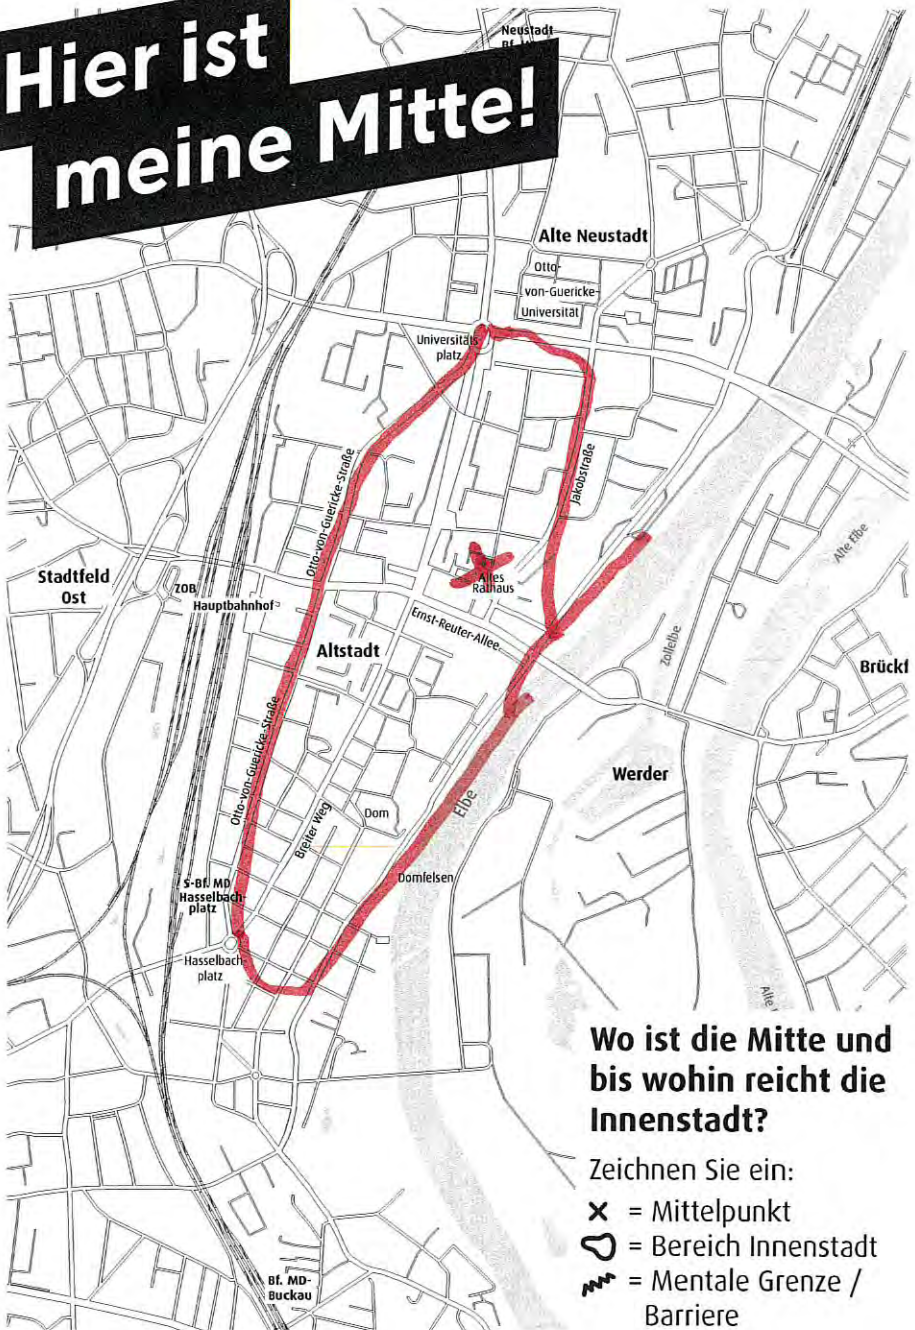 Hier ist
meine Mitte!
Neustadt
Alte Neustadt
Otto-
von-Guericke-
Universität
Universitäts
platz
Otto-von-Guericke-Straße
Jakobstraße
Alte Elbe
Stadtfeld
Ost
ZOB
Hauptbahnhof
Altes
Rathaus
Ernst-Reuter-Allee
Zollelbe
Altstadt
Brückf
Otto-von-Guericke-Straße
Werder
Elbe
Dom
Breiter Weg
Domfelsen
S-Bf. MD
Hasselbach-
platz
Hasselbach
platz
Alte
Wo ist die Mitte und
bis wohin reicht die
Innenstadt?
Zeichnen Sie ein:
x = Mittelpunkt
= Bereich Innenstadt
= Mentale Grenze /
Barriere
Bf. MD-
Buckau